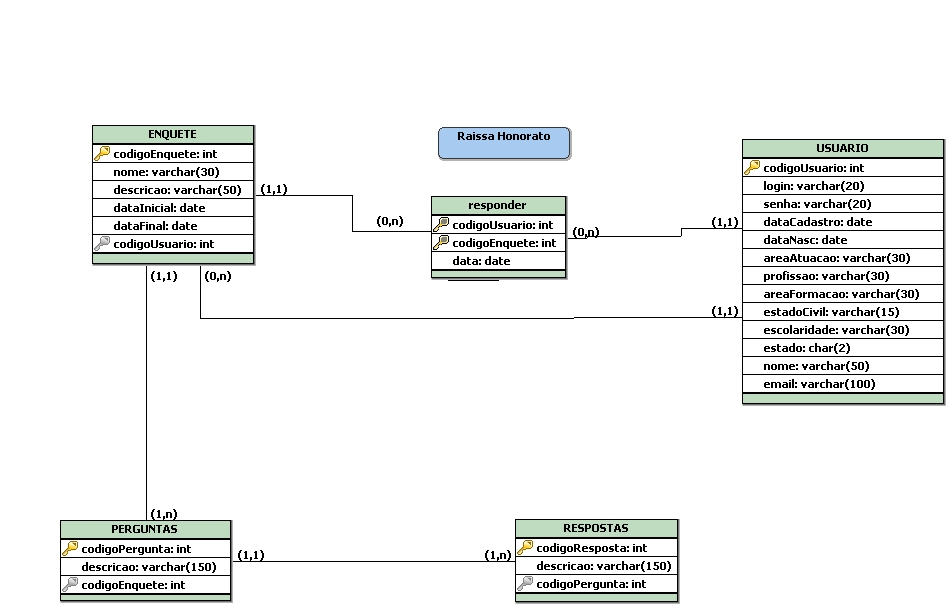 Raissa Honorato
ENQUETE
codigoEnquete: int
nome: varchar(30)
descricao: varchar(50)
dataInicial: date
dataFinal: date
codigoUsuario: int
(1,1)
(0,n)
responder
codigoUsuario: int
codigoEnquete: int
data: date
(0,n)
(1,1)
USUARIO
codigoUsuario: int
login: varchar(20)
senha: varchar(20)
dataCadastro: date
dataNasc: date
areaAtuacao: varchar(30)
profissao: varchar(30)
areaFormacao: varchar(30)
estadoCivil: varchar(15)
escolaridade: varchar(30)
estado: char(2)
nome: varchar(50)
email: varchar(100)
(1,1)
(0,n)
(1,1)
(1,n)
PERGUNTAS
codigoPergunta: int
descricao: varchar(150)
codigoEnquete: int
(1,1)
(1,n)
RESPOSTAS
codigoResposta: int
descricao: varchar(150)
codigoPergunta: int